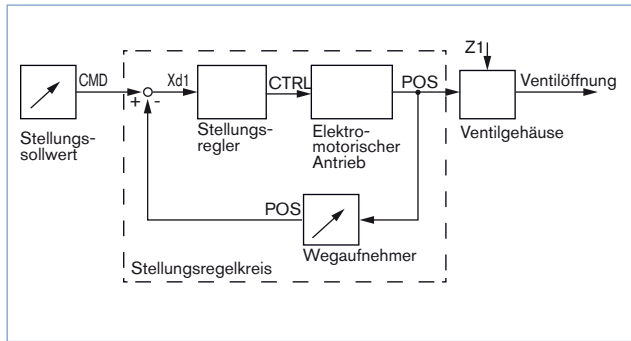 Z1
CMD
+
-
Xd1
CTRL
POS
Ventilöffnung
Stellungs-
sollwert
Stellungs-
regler
Elektro-
motorischer
Antrieb
Ventilgehäuse
POS
Wegaufnehmer
Stellungsregelkreis